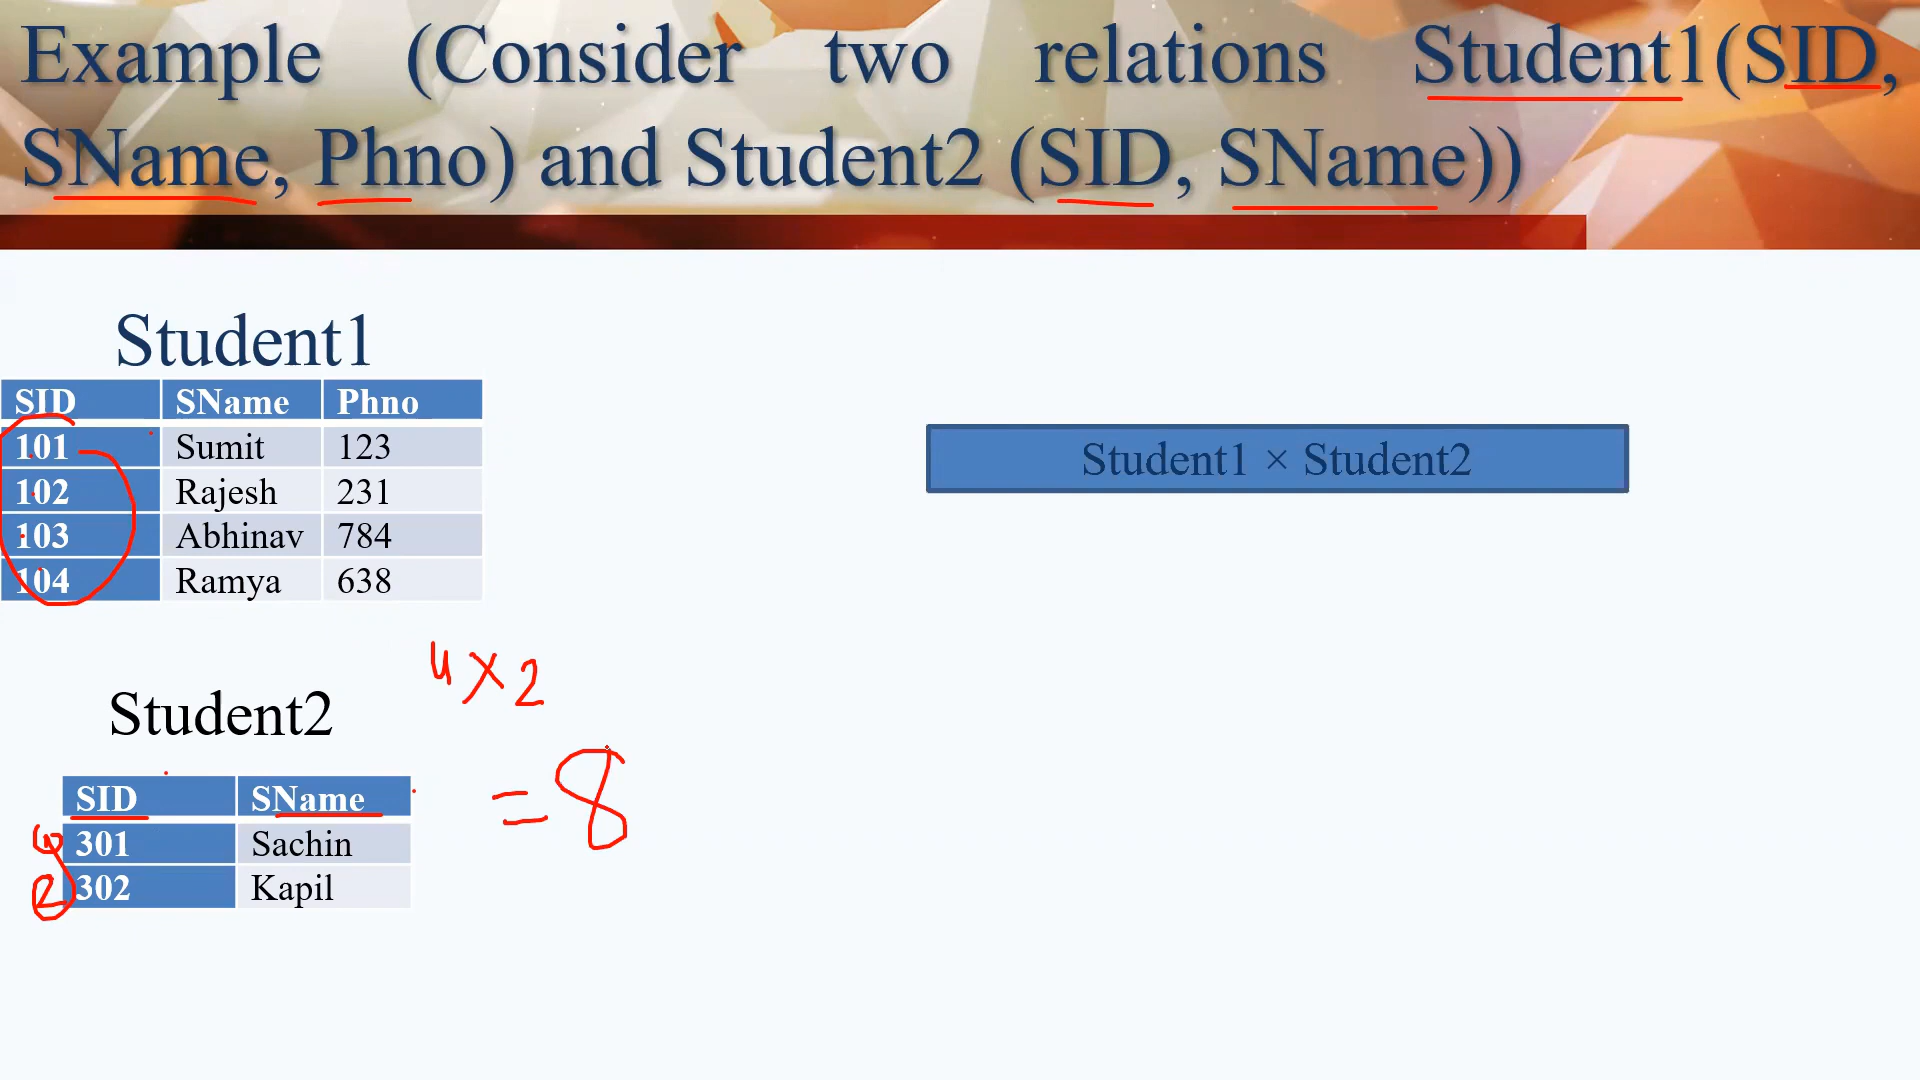 Example (Consider two relations Student1(SID,
SName, Phno) and Student2 (SID, SName))
Student1
SID SName Phno
101 Sumit 123
102 Rajesh 231
103 Abhinav 784
104 Ramya 638
Student1 × Student2
4 × 2
= 8
Student2
SID SName
1 301 Sachin
2 302 Kapil